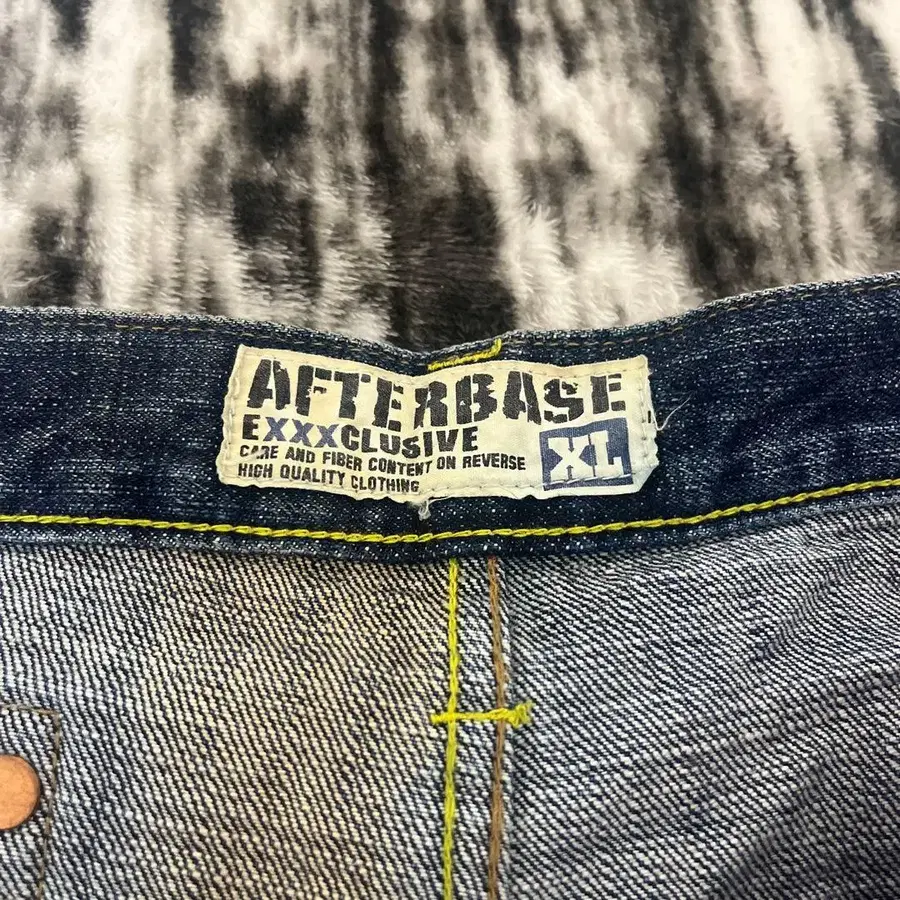 AFTERBASE
EXXXCLUSIVE
CARE AND FIBER CONTENT ON REVERSE
HIGH QUALITY CLOTHING
XL